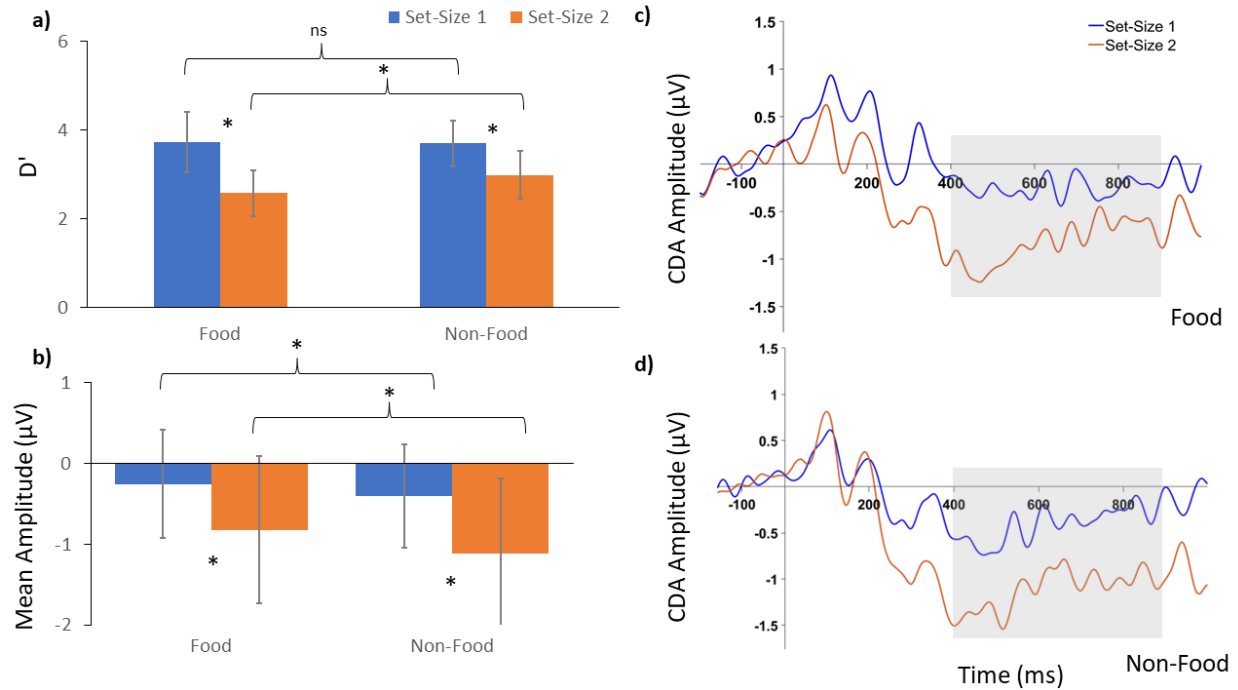 a)
Set-Size 1 Set-Size 2
6
4
2
0
D'
ns
*
*
*
Food Non-Food
b)
1
0
-1
-2
Mean Amplitude (µV)
*
*
*
*
Food Non-Food
c)
Set-Size 1
Set-Size 2
1.5
1
0.5
-0.5
-1
-1.5
CDA Amplitude (µV)
-100 200 400 600 800
Food
d)
1.5
1
0.5
-0.5
-1
-1.5
CDA Amplitude (µV)
-100 200 400 600 800
Time (ms)
Non-Food